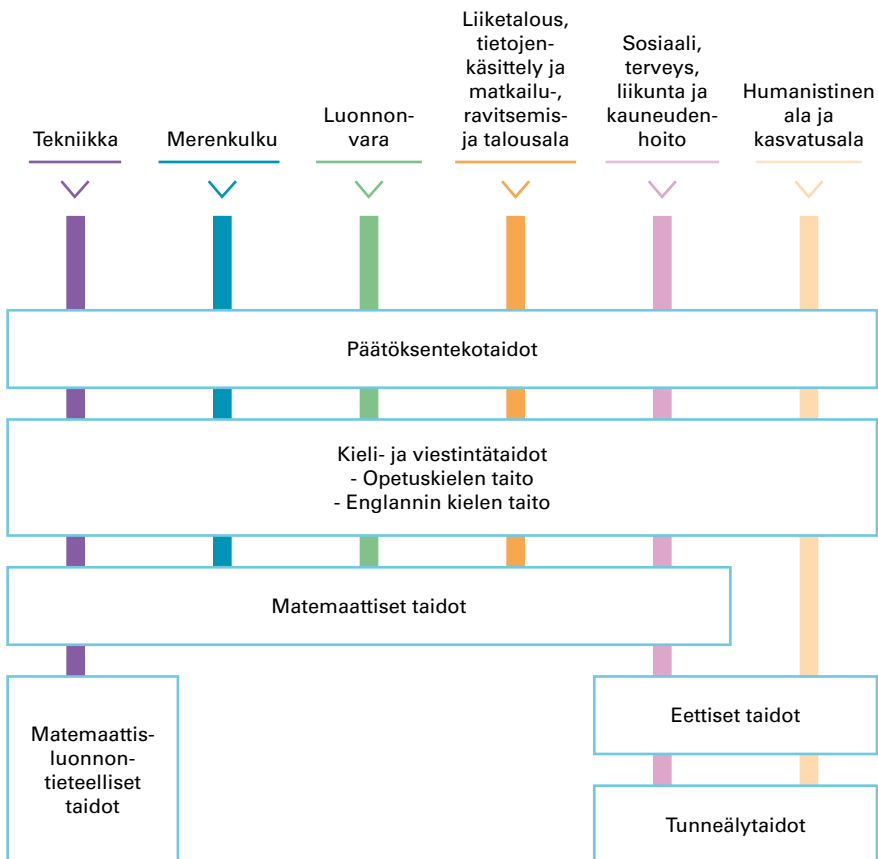 Tekniikka
Merenkulku
Luonnon-
vara
Liiketalous,
tietojen-
käsittely ja
matkailu-,
ravitsemis-
ja talousala
Sosiaali,
terveys,
liikunta ja
kauneuden-
hoito
Humanistinen
ala ja
kasvatusala
Päätöksentekotaidot
Kieli- ja viestintätaidot
- Opetuskielen taito
- Englannin kielen taito
Matemaattiset taidot
Matemaattis-
luonnon-
tieteelliset
taidot
Eettiset taidot
Tunneälytaidot